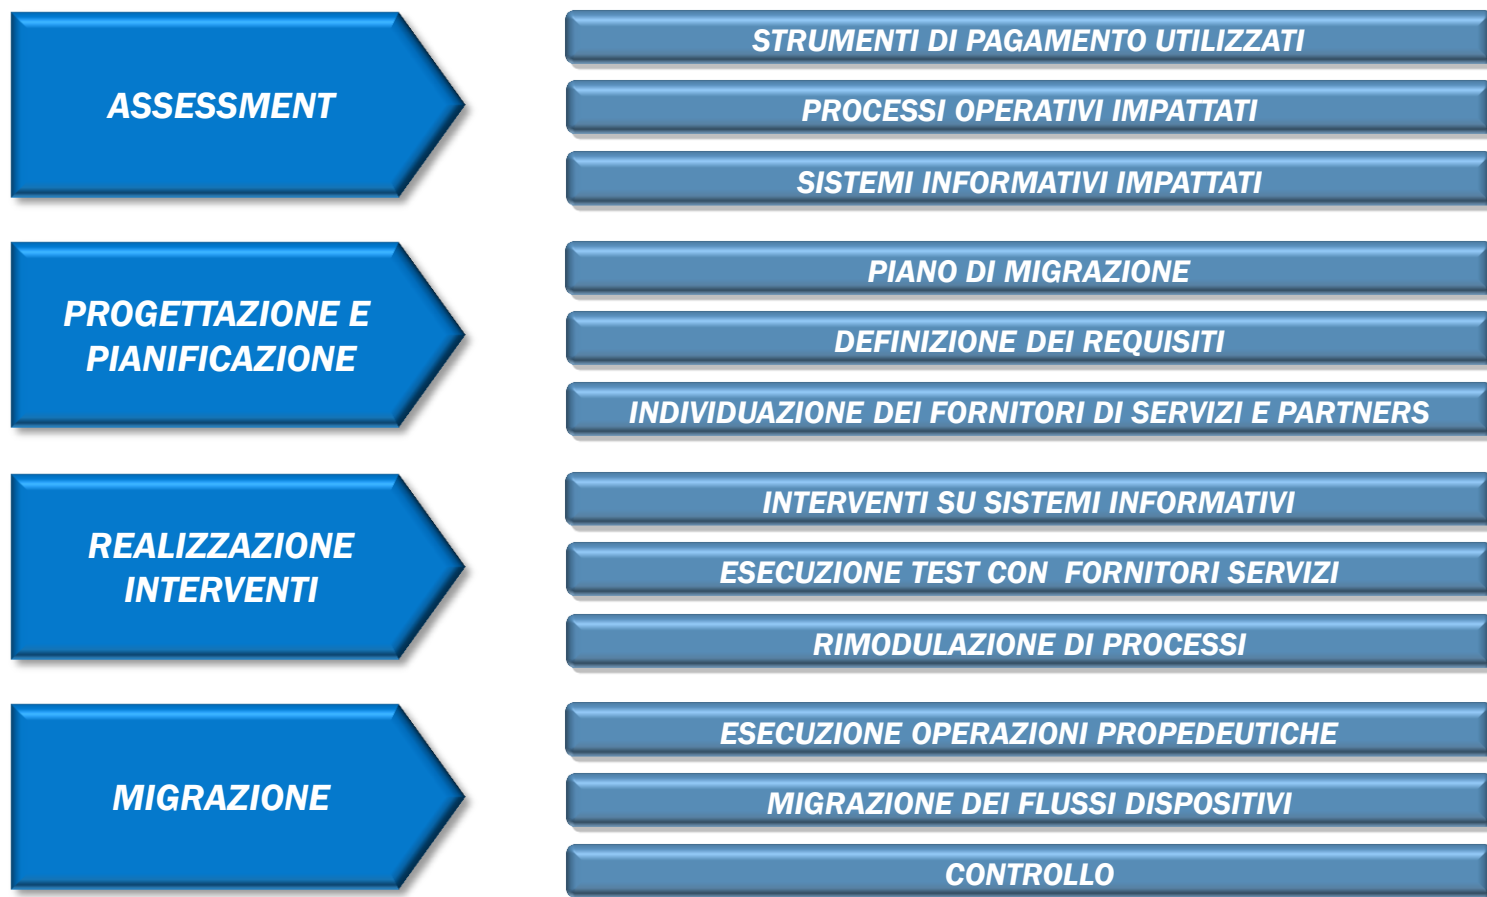 ASSESSMENT
STRUMENTI DI PAGAMENTO UTILIZZATI
PROCESSI OPERATIVI IMPATTATI
SISTEMI INFORMATIVI IMPATTATI
PROGETTAZIONE E
PIANIFICAZIONE
PIANO DI MIGRAZIONE
DEFINIZIONE DEI REQUISITI
INDIVIDUAZIONE DEI FORNITORI DI SERVIZI E PARTNERS
REALIZZAZIONE
INTERVENTI
INTERVENTI SU SISTEMI INFORMATIVI
ESECUZIONE TEST CON  FORNITORI SERVIZI
RIMODULAZIONE DI PROCESSI
MIGRAZIONE
ESECUZIONE OPERAZIONI PROPEDEUTICHE
MIGRAZIONE DEI FLUSSI DISPOSITIVI
CONTROLLO